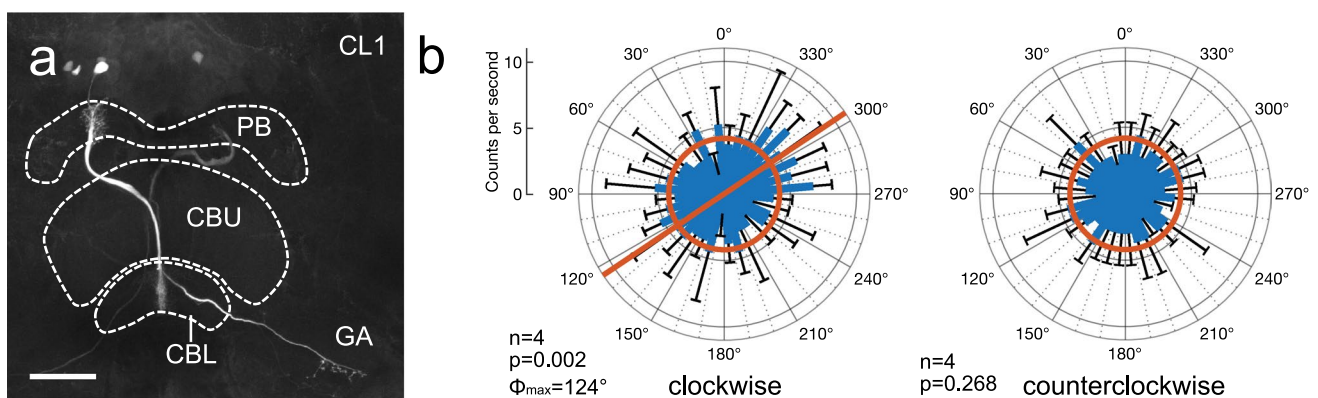 a
CL1
PB
CBU
CBL
GA
b
Counts per second
10
5
0
0°
330°
300°
270°
240°
210°
180°
150°
120°
90°
60°
30°
n=4
p=0.002
Φmax=124°
clockwise
0°
330°
300°
270°
240°
210°
180°
150°
120°
90°
60°
30°
n=4
p=0.268
counterclockwise